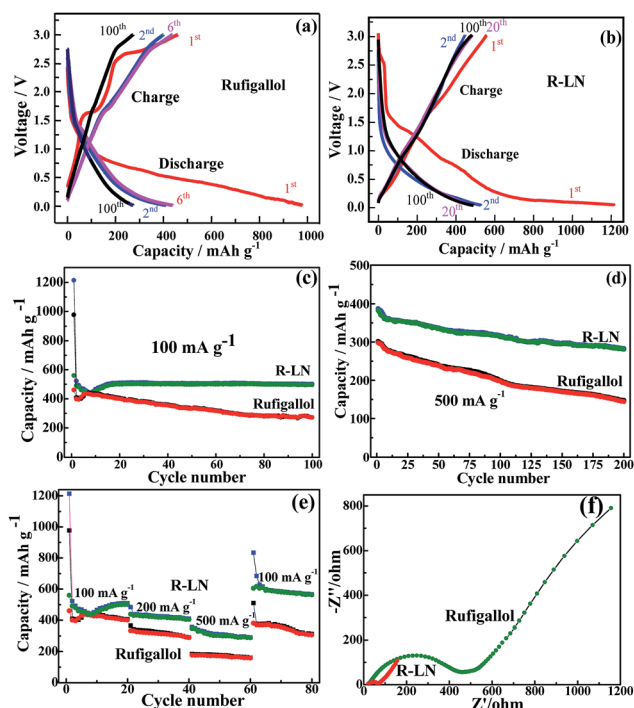 (a)
100th
2nd
6th
1st
Rufigallol
Charge
Discharge
100th
2nd
6th
1st
Voltage / V
3.0
2.5
2.0
1.5
1.0
0.5
0.0
0 200 400 600 800 1000
Capacity / mAh g-1
(b)
100th
20th
2nd
1st
R-LN
Charge
Discharge
100th
20th
2nd
1st
Voltage / V
3.0
2.5
2.0
1.5
1.0
0.5
0.0
0 200 400 600 800 1000 1200
Capacity / mAh g-1
(c)
100 mA g-1
R-LN
Rufigallol
Capacity / mAh g-1
1200
1000
800
600
400
200
0
0 20 40 60 80 100
Cycle number
(d)
R-LN
Rufigallol
500 mA g-1
Capacity / mAh g-1
500
400
300
200
100
0
0 25 50 75 100 125 150 175 200
Cycle number
(e)
100 mA g-1
R-LN
200 mA g-1
500 mA g-1
100 mA g-1
Rufigallol
Capacity / mAh g-1
1200
1000
800
600
400
200
0
0 20 40 60 80
Cycle number
(f)
Rufigallol
R-LN
-Z''/ohm
-800
-600
-400
-200
0
0 200 400 600 800 1000 1200
Z'/ohm